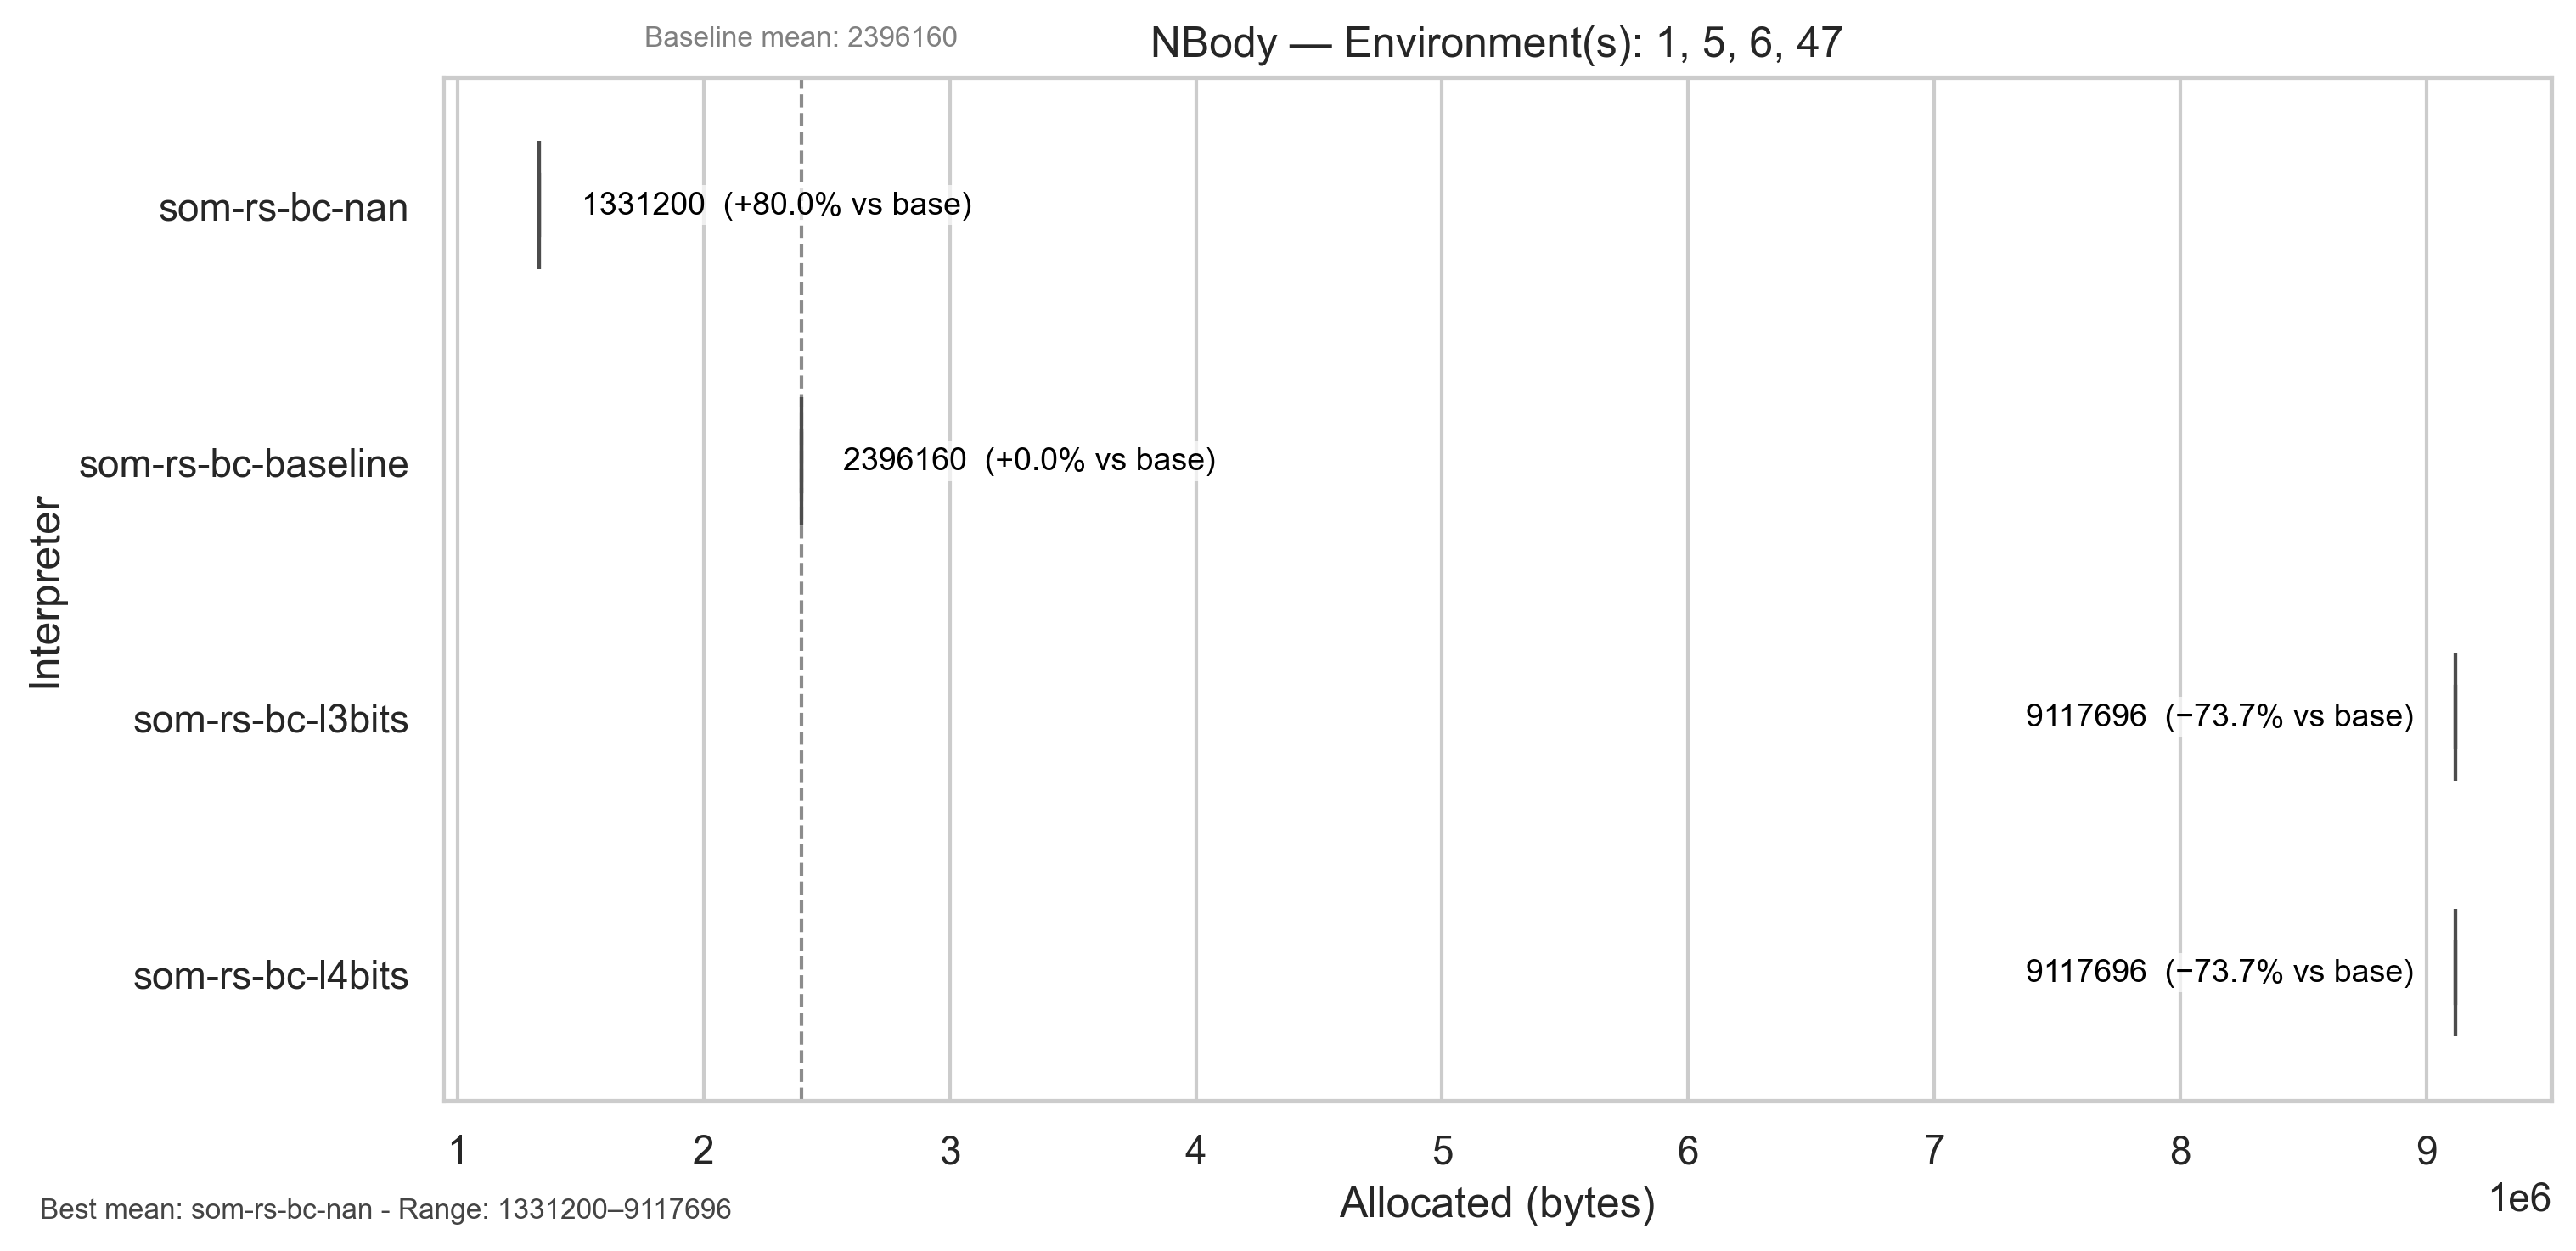 Baseline mean: 2396160
NBody — Environment(s): 1, 5, 6, 47
Interpreter
som-rs-bc-nan
1331200 (+80.0% vs base)
som-rs-bc-baseline
2396160 (+0.0% vs base)
som-rs-bc-l3bits
9117696 (−73.7% vs base)
som-rs-bc-l4bits
9117696 (−73.7% vs base)
1 2 3 4 5 6 7 8 9
1e6
Allocated (bytes)
Best mean: som-rs-bc-nan - Range: 1331200–9117696